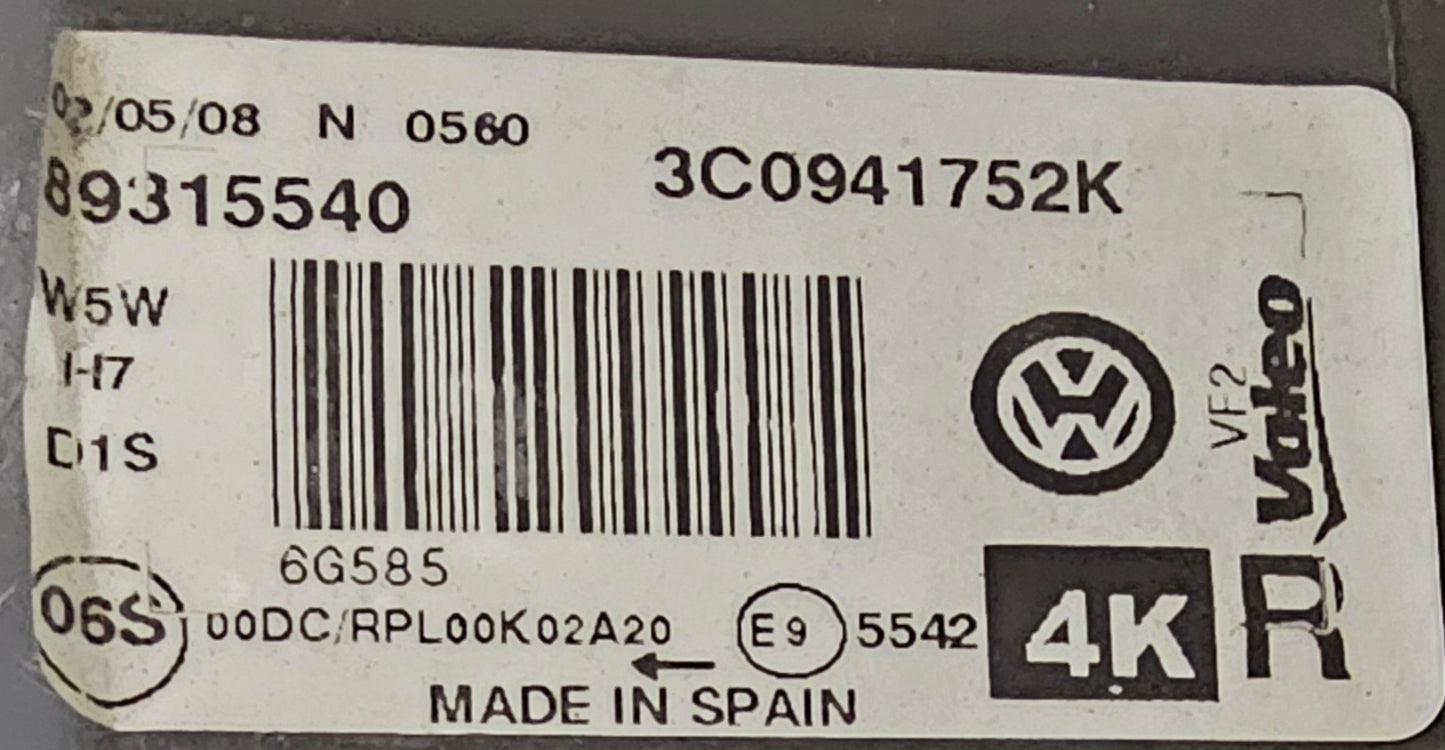 02/05/08 N 0560
89315540
3C0941752K
W5W
H7
D1S
6G585
VF2
Valeo
06S 00DC/RPL00K02A20 E9 5542 4K R
MADE IN SPAIN